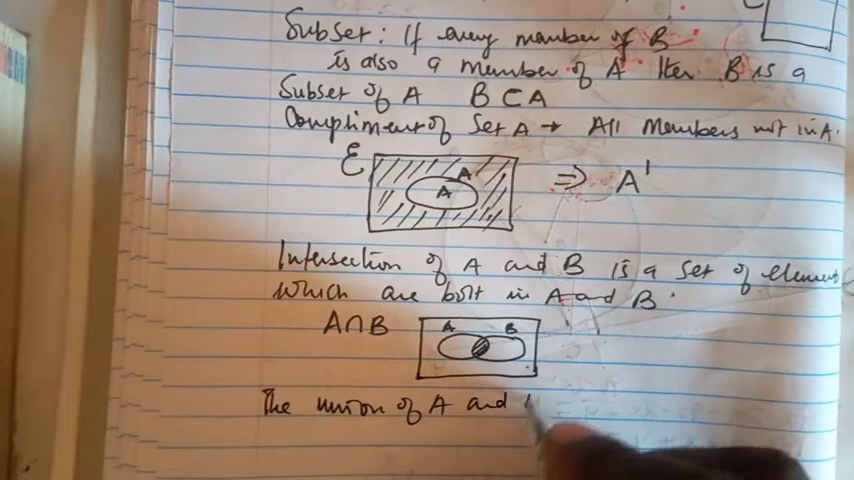 Subset: If every member of B
is also a member of A then B is a
Subset of A B ⊂ A
Compliment of Set A → All Members not in A.
ℰ A A ⇒ A'
Intersection of A and B is a set of element
which are both in A and B.
A∩B A B
The union of A and